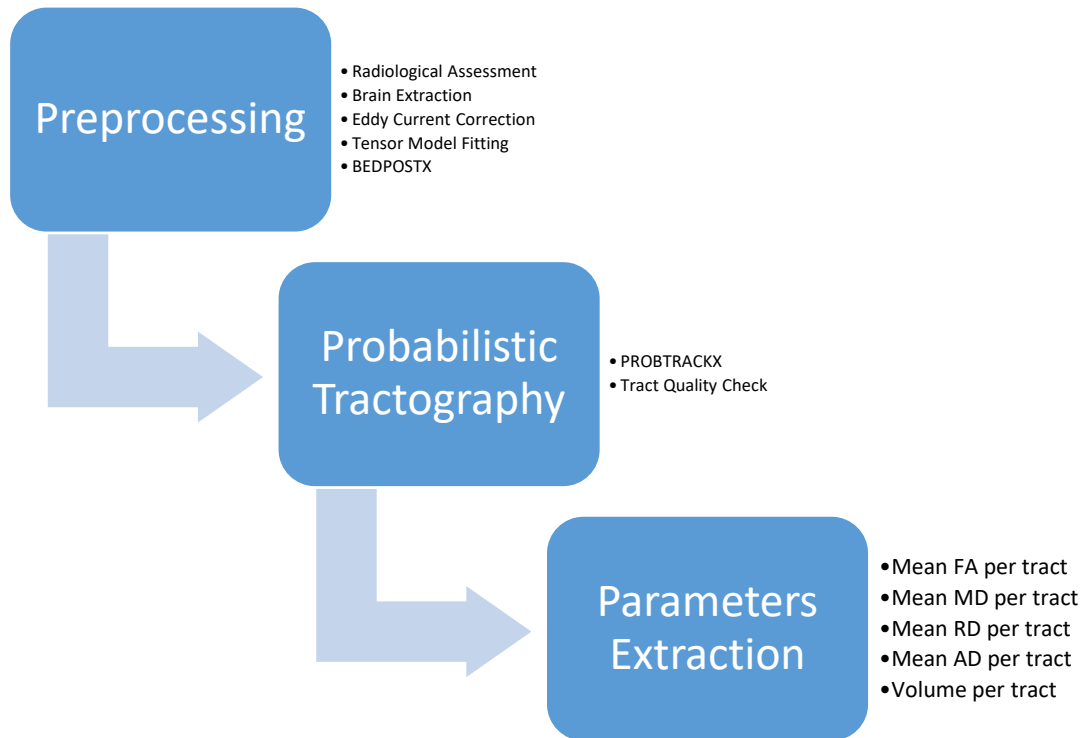 Preprocessing
• Radiological Assessment
• Brain Extraction
• Eddy Current Correction
• Tensor Model Fitting
• BEDPOSTX
Probabilistic
Tractography
• PROBTRACKX
• Tract Quality Check
Parameters
Extraction
•Mean FA per tract
•Mean MD per tract
•Mean RD per tract
•Mean AD per tract
•Volume per tract